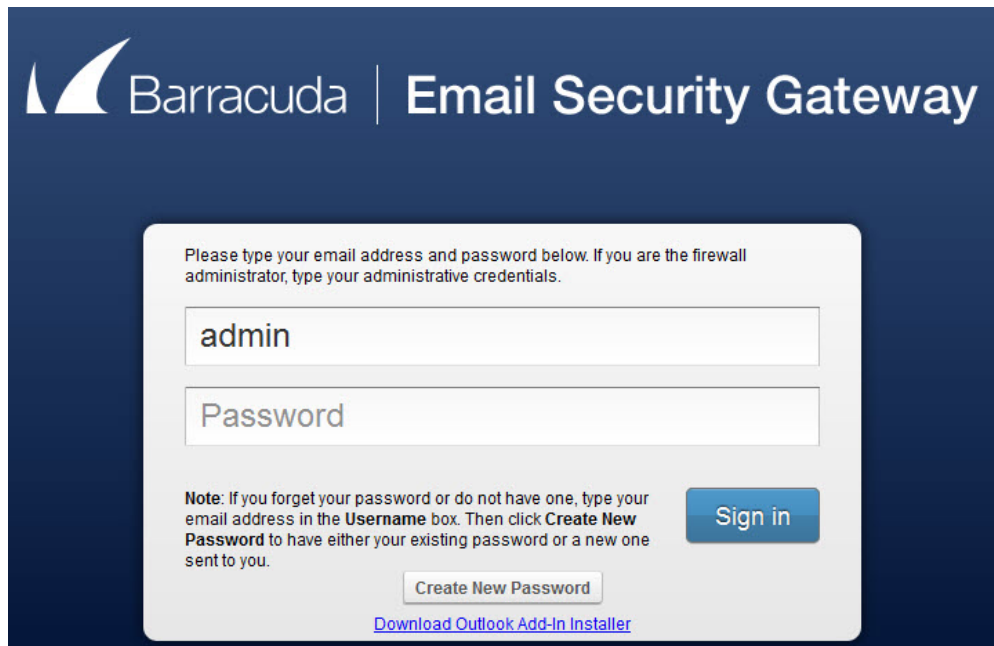 Barracuda | Email Security Gateway
Please type your email address and password below. If you are the firewall
administrator, type your administrative credentials.
admin
Password
Note: If you forget your password or do not have one, type your
email address in the Username box. Then click Create New
Password to have either your existing password or a new one
sent to you.
Sign in
Create New Password
Download Outlook Add-In Installer